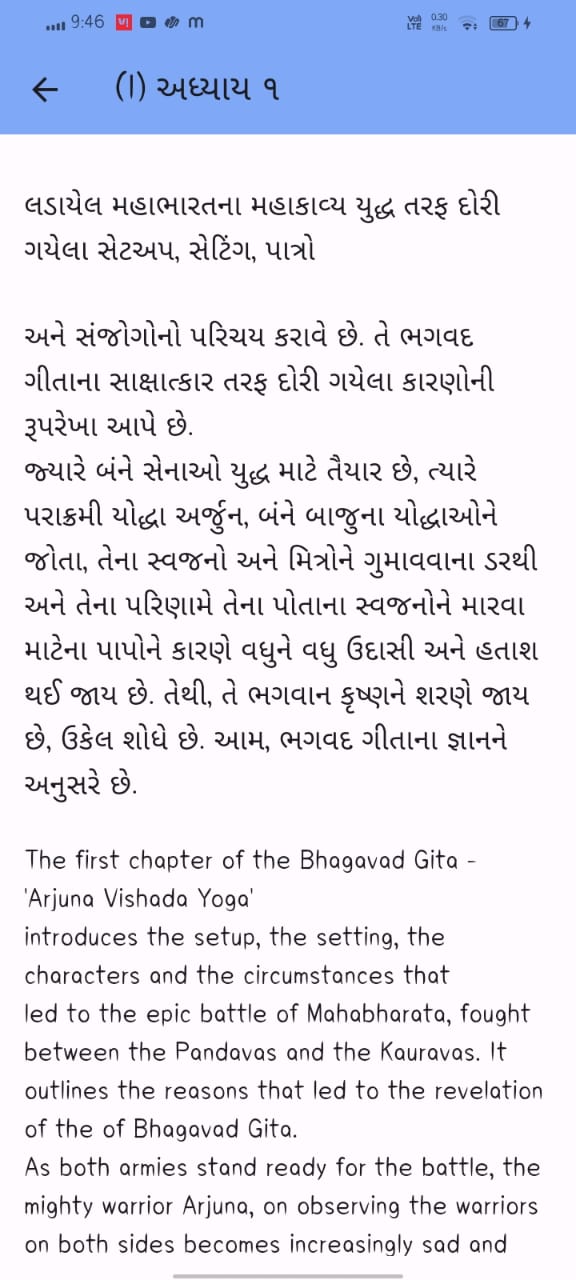 9:46 V! m Vo) LTE 0.30 KB/s 67
(I) અધ્યાય ૧
લડાયેલ મહાભારતના મહાકાવ્ય યુદ્ધ તરફ દોરી
ગયેલા સેટઅપ, સેટિંગ, પાત્રો
અને સંજોગોનો પરિચય કરાવે છે. તે ભગવદ
ગીતાના સાક્ષાત્કાર તરફ દોરી ગયેલા કારણોની
રૂપરેખા આપે છે.
જ્યારે બંને સેનાઓ યુદ્ધ માટે તૈયાર છે, ત્યારે
પરાક્રમી યોદ્ધા અર્જુન, બંને બાજુના યોદ્ધાઓને
જોતા, તેના સ્વજનો અને મિત્રોને ગુમાવવાના ડરથી
અને તેના પરિણામે તેના પોતાના સ્વજનોને મારવા
માટેના પાપોને કારણે વધુને વધુ ઉદાસી અને હતાશ
થઈ જાય છે. તેથી, તે ભગવાન કૃષ્ણને શરણે જાય
છે, ઉકેલ શોધે છે. આમ, ભગવદ ગીતાના જ્ઞાનને
અનુસરે છે.
The first chapter of the Bhagavad Gita -
'Arjuna Vishada Yoga'
introduces the setup, the setting, the
characters and the circumstances that
led to the epic battle of Mahabharata, fought
between the Pandavas and the Kauravas. It
outlines the reasons that led to the revelation
of the of Bhagavad Gita.
As both armies stand ready for the battle, the
mighty warrior Arjuna, on observing the warriors
on both sides becomes increasingly sad and